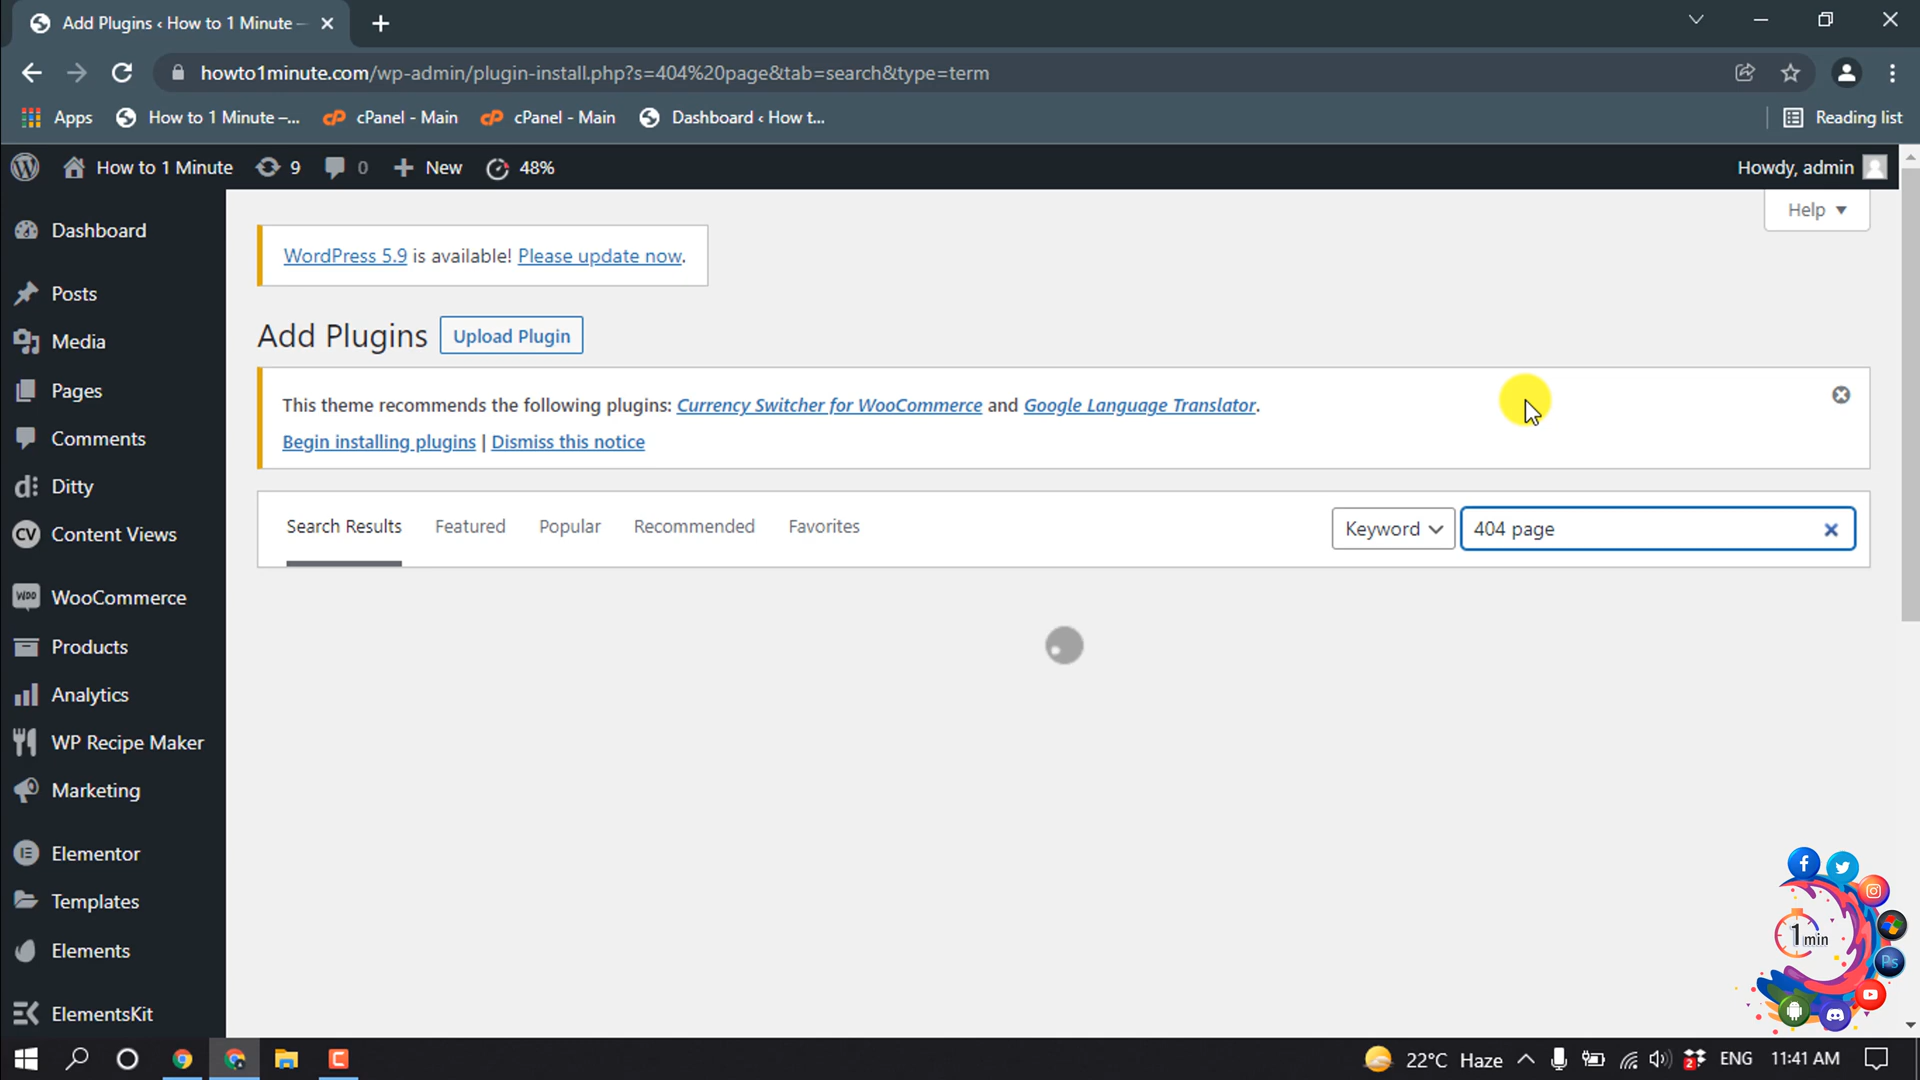 Add Plugins ‹ How to 1 Minute —
howto1minute.com/wp-admin/plugin-install.php?s=404%20page&tab=search&type=term
Apps How to 1 Minute –... cPanel - Main cPanel - Main Dashboard ‹ How t... Reading list
How to 1 Minute 9 0 New 48% Howdy, admin
Help
Dashboard
WordPress 5.9 is available! Please update now.
Posts
Add Plugins Upload Plugin
Media
Pages
This theme recommends the following plugins: Currency Switcher for WooCommerce and Google Language Translator.
Comments
Begin installing plugins | Dismiss this notice
Ditty
Search Results Featured Popular Recommended Favorites Keyword 404 page
Content Views
WooCommerce
Products
Analytics
WP Recipe Maker
Marketing
Elementor
Templates
Elements
ElementsKit
1 min
Ps
22°C Haze ENG 11:41 AM